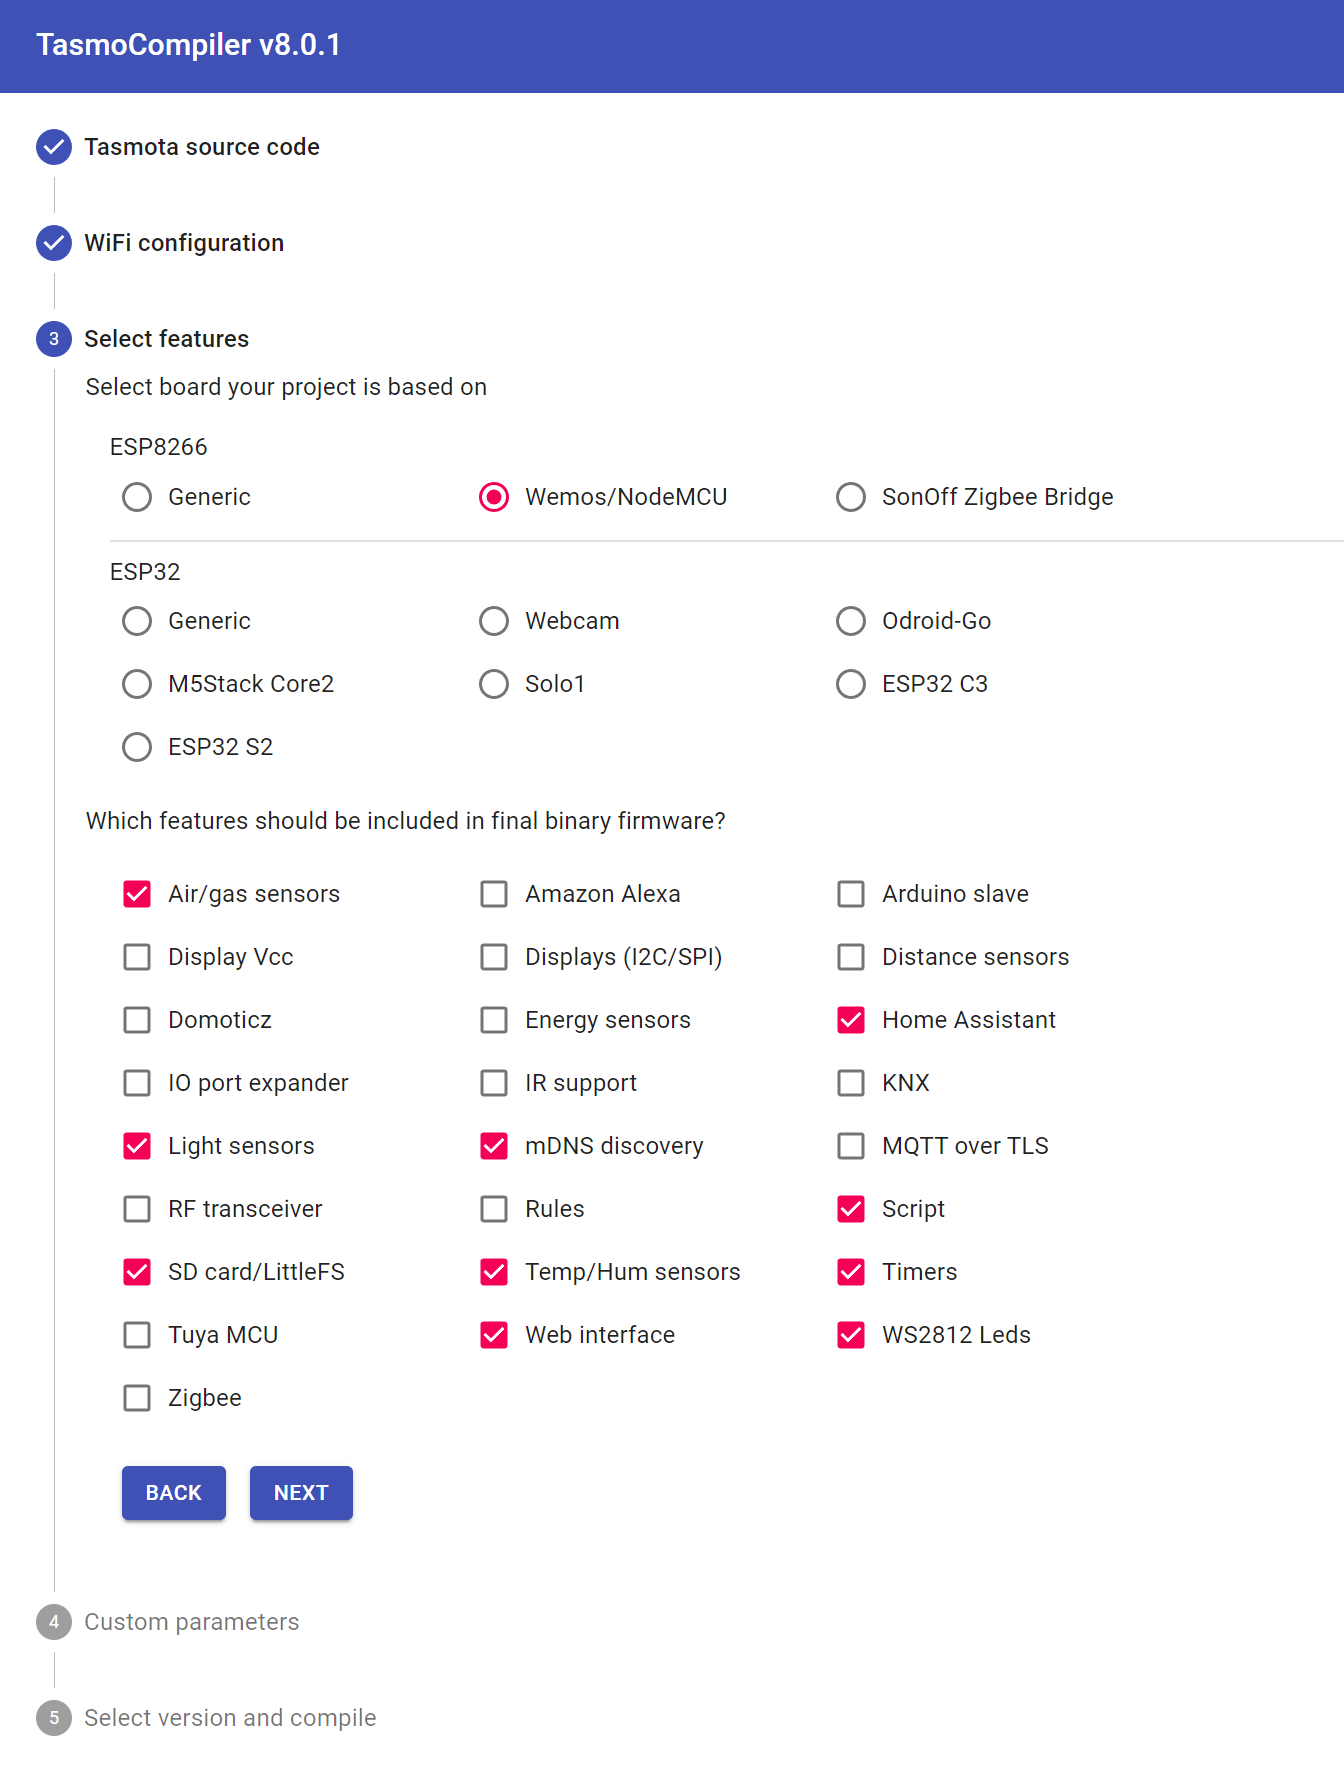 TasmoCompiler v8.0.1
Tasmota source code
WiFi configuration
3 Select features
Select board your project is based on
ESP8266
Generic Wemos/NodeMCU SonOff Zigbee Bridge
ESP32
Generic Webcam Odroid-Go
M5Stack Core2 Solo1 ESP32 C3
ESP32 S2
Which features should be included in final binary firmware?
Air/gas sensors Amazon Alexa Arduino slave
Display Vcc Displays (I2C/SPI) Distance sensors
Domoticz Energy sensors Home Assistant
IO port expander IR support KNX
Light sensors mDNS discovery MQTT over TLS
RF transceiver Rules Script
SD card/LittleFS Temp/Hum sensors Timers
Tuya MCU Web interface WS2812 Leds
Zigbee
BACK NEXT
4 Custom parameters
5 Select version and compile